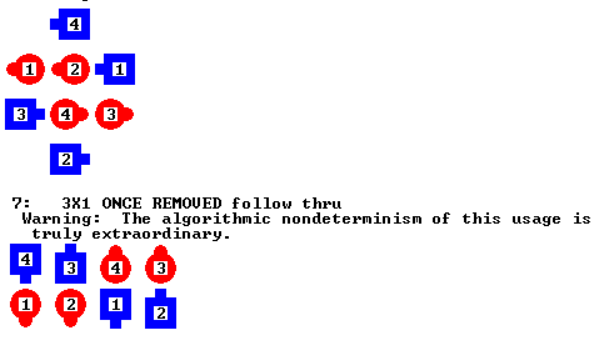 4
1 2 1
3 4 3
2
7: 3X1 ONCE REMOVED follow thru
Warning: The algorithmic nondeterminism of this usage is
truly extraordinary.
4 3 4 3
1 2 1 2